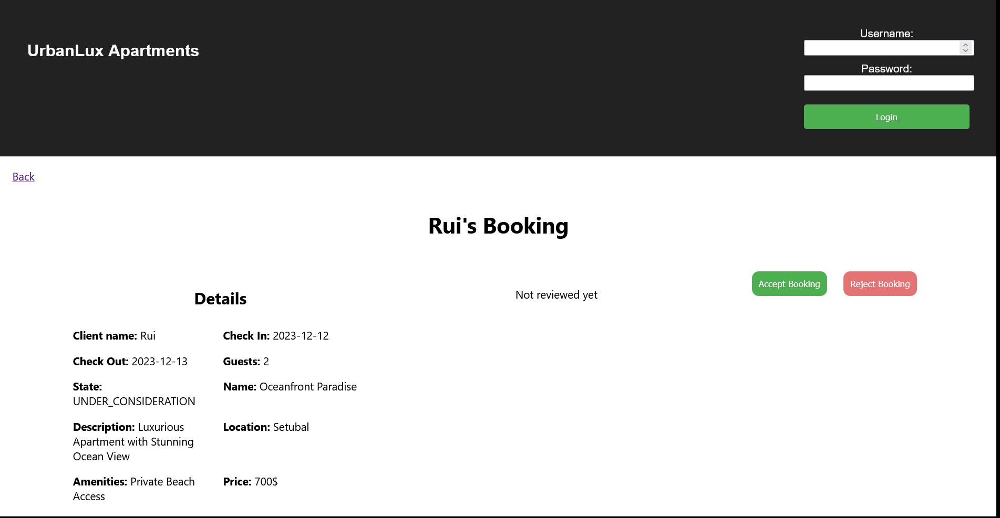 UrbanLux Apartments
Username:
Password:
Login
Back
Rui's Booking
Accept Booking
Reject Booking
Details
Not reviewed yet
Client name: Rui
Check In: 2023-12-12
Check Out: 2023-12-13
Guests: 2
State:
UNDER_CONSIDERATION
Name: Oceanfront Paradise
Description: Luxurious
Apartment with Stunning
Ocean View
Location: Setubal
Amenities: Private Beach
Access
Price: 700$